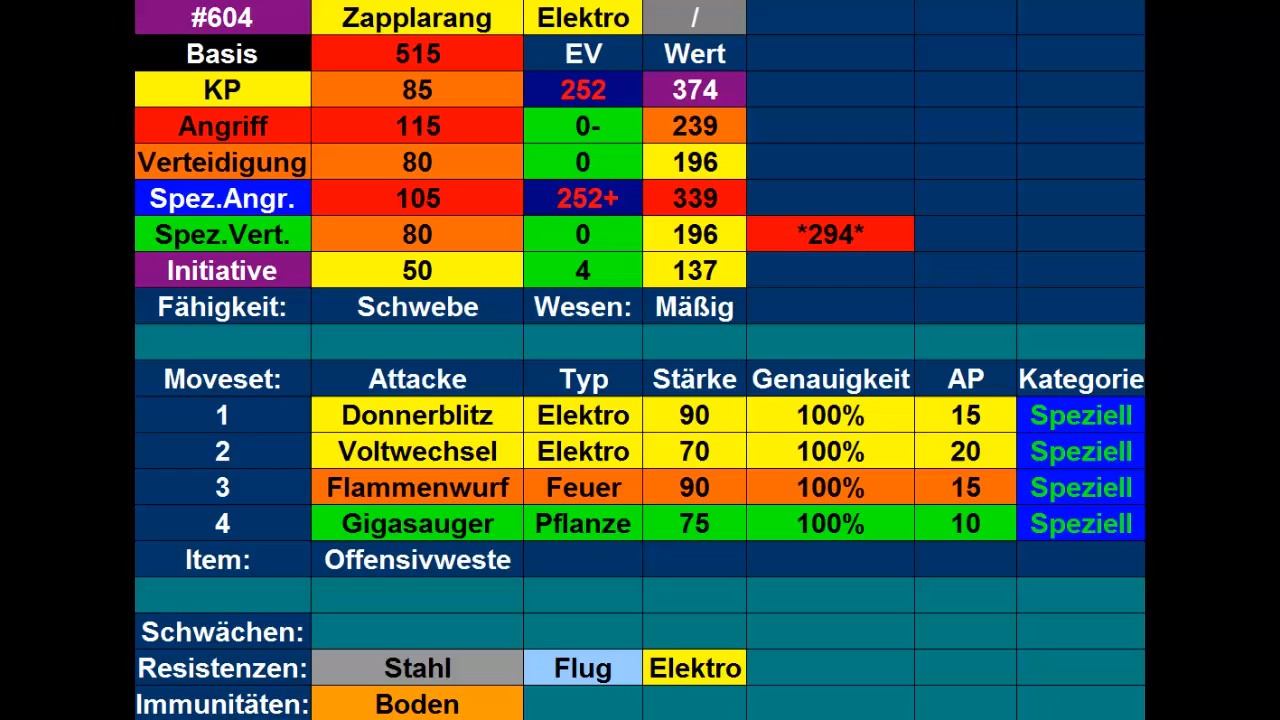 #604 Zapplarang Elektro /
Basis 515 EV Wert
KP 85 252 374
Angriff 115 0- 239
Verteidigung 80 0 196
Spez.Angr. 105 252+ 339
Spez.Vert. 80 0 196 *294*
Initiative 50 4 137
Fähigkeit: Schwebe Wesen: Mäßig
Moveset: Attacke Typ Stärke Genauigkeit AP Kategorie
1 Donnerblitz Elektro 90 100% 15 Speziell
2 Voltwechsel Elektro 70 100% 20 Speziell
3 Flammenwurf Feuer 90 100% 15 Speziell
4 Gigasauger Pflanze 75 100% 10 Speziell
Item: Offensivweste
Schwächen:
Resistenzen: Stahl Flug Elektro
Immunitäten: Boden